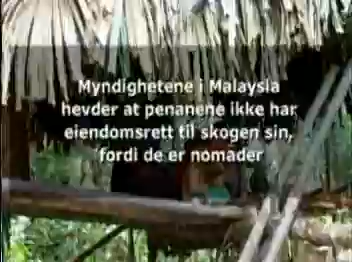 Myndighetene i Malaysia
hevder at penanene ikke har
eiendomsrett til skogen sin,
fordi de er nomader